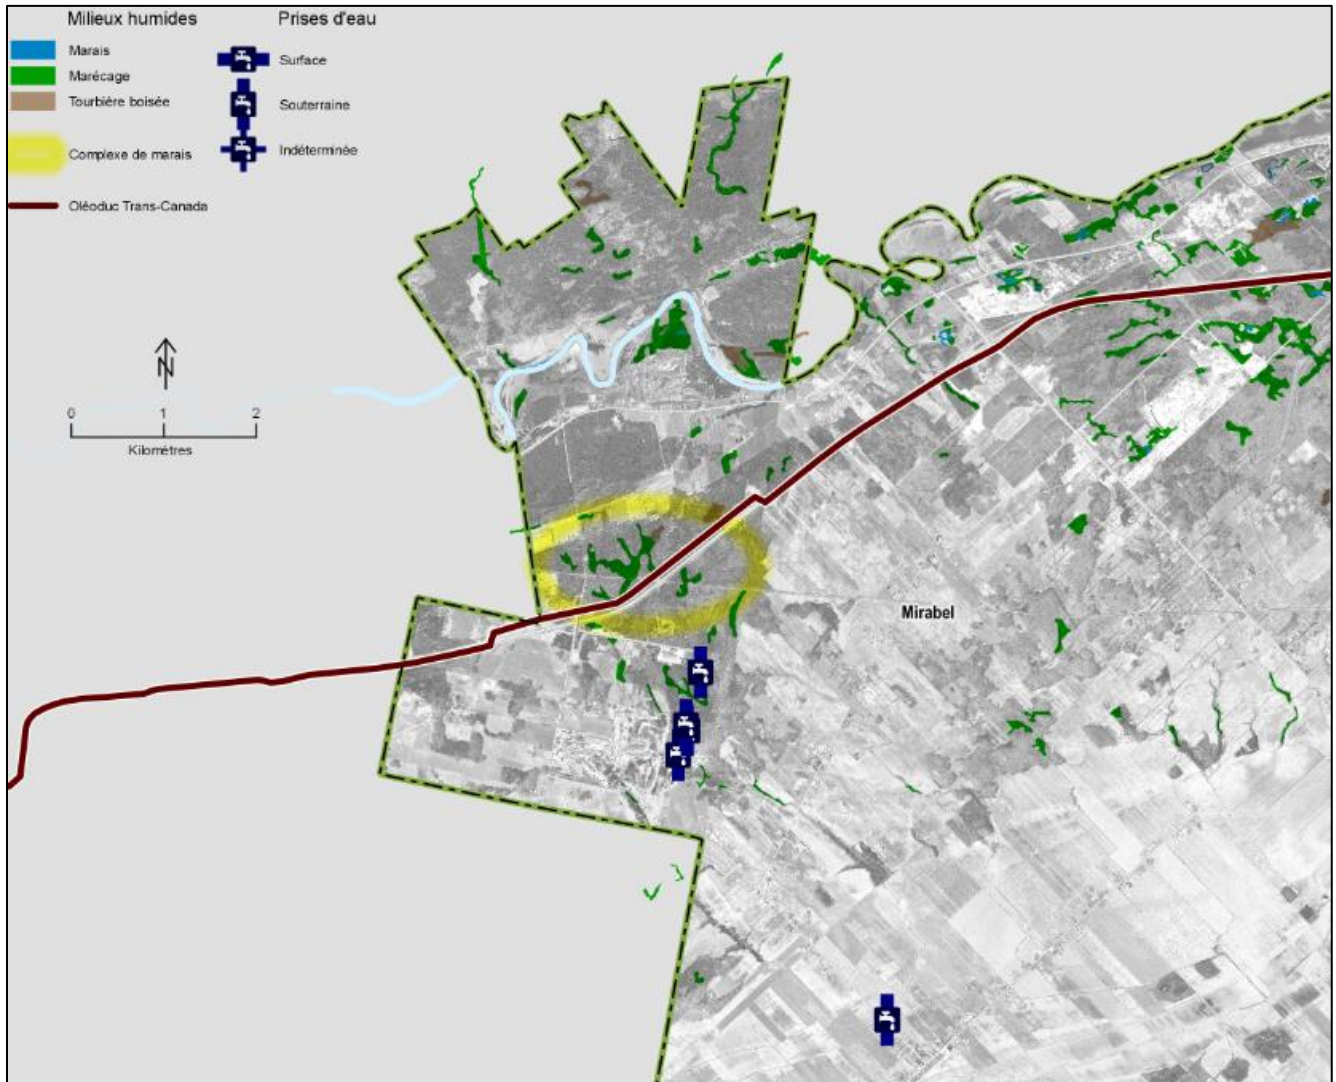 Milieux humides
Marais
Marécage
Tourbière boisée
Complexe de marais
Oléoduc Trans-Canada
Prises d'eau
Surface
Souterraine
Indéterminée
N
0 1 2
Kilomètres
Mirabel